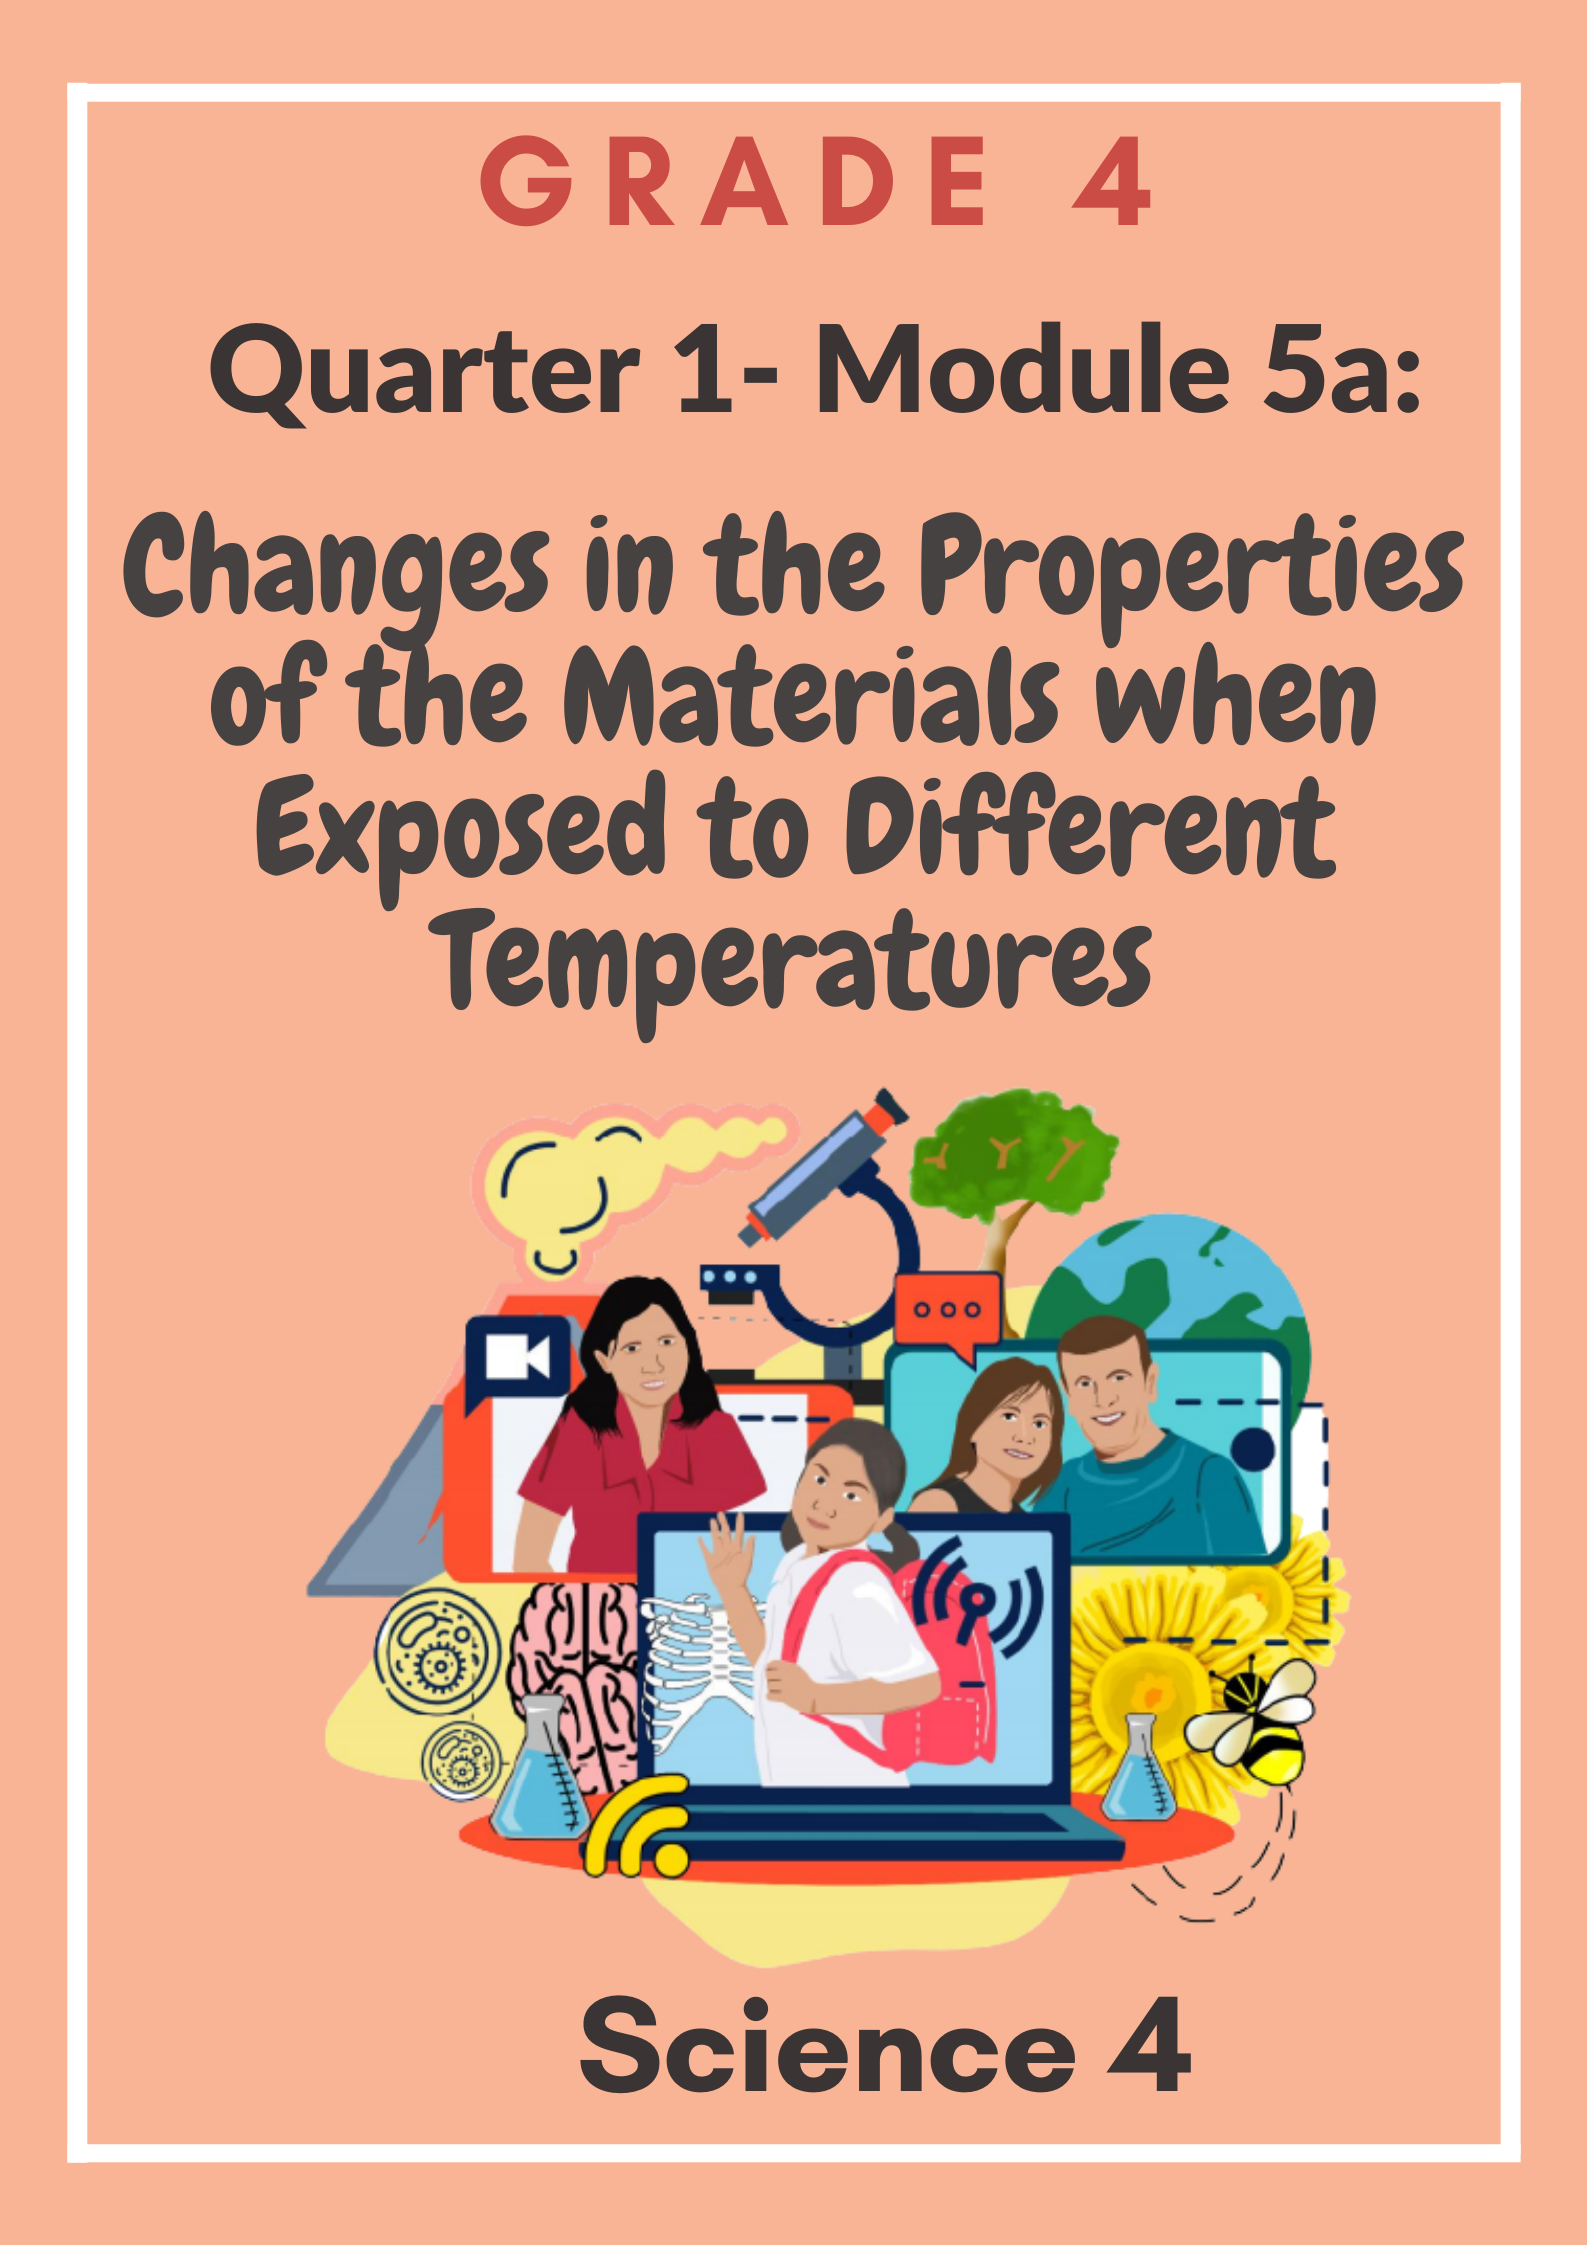 GRADE 4
Quarter 1- Module 5a:
Changes in the Properties
of the Materials when
Exposed to Different
Temperatures
Science 4